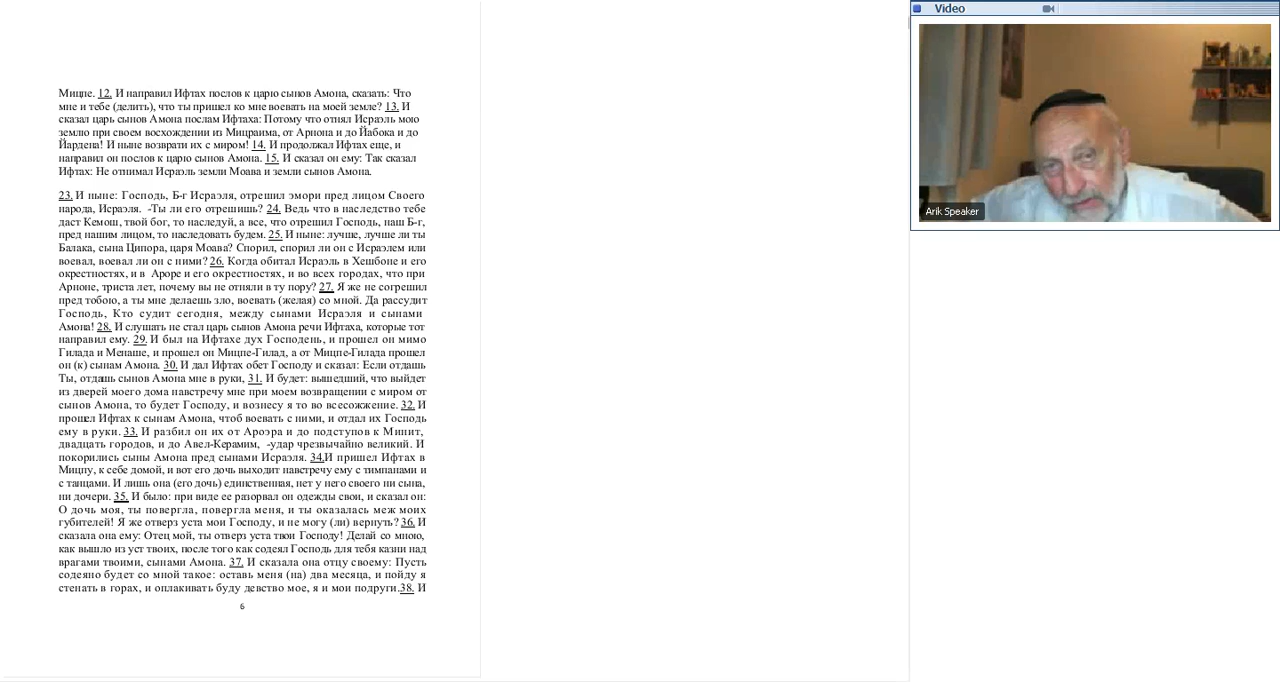 Мицпе. 12. И направил Ифтах послов к царю сынов Амона, сказать: Что
мне и тебе (делить), что ты пришел ко мне воевать на моей земле? 13. И
сказал царь сынов Амона послам Ифтаха: Потому что отнял Исраэль мою
землю при своем восхождении из Мицраима, от Арнона и до Йабока и до
Йардена! И ныне возврати их с миром! 14. И продолжал Ифтах еще, и
направил он послов к царю сынов Амона. 15. И сказал он ему: Так сказал
Ифтах: Не отнимал Исраэль земли Моава и земли сынов Амона.
23. И ныне: Господь, Б-г Исраэля, отрешил эмори пред лицом Своего
народа, Исраэля. -Ты ли его отрешишь? 24. Ведь что в наследство тебе
даст Кемош, твой бог, то наследуй, а все, что отрешил Господь, наш Б-г,
пред нашим лицом, то наследовать будем. 25. И ныне: лучше, лучше ли ты
Балака, сына Ципора, царя Моава? Спорил, спорил ли он с Исраэлем или
воевал, воевал ли он с ними? 26. Когда обитал Исраэль в Хешбоне и его
окрестностях, и в Ароре и его окрестностях, и во всех городах, что при
Арноне, триста лет, почему вы не отняли в ту пору? 27. Я же не согрешил
пред тобою, а ты мне делаешь зло, воевать (желая) со мной. Да рассудит
Господь, Кто судит сегодня, между сынами Исраэля и сынами
Амона! 28. И слушать не стал царь сынов Амона речи Ифтаха, которые тот
направил ему. 29. И был на Ифтахе дух Господень, и прошел он мимо
Гилада и Менаше, и прошел он Мицпе-Гилад, а от Мицпе-Гилада прошел
он (к) сынам Амона. 30. И дал Ифтах обет Господу и сказал: Если отдашь
Ты, отдашь сынов Амона мне в руки, 31. И будет: вышедший, что выйдет
из дверей моего дома навстречу мне при моем возвращении с миром от
сынов Амона, то будет Господу, и вознесу я то во всесожжение. 32. И
прошел Ифтах к сынам Амона, чтоб воевать с ними, и отдал их Господь
ему в руки. 33. И разбил он их от Ароэра и до подступов к Минит,
двадцать городов, и до Авел-Керамим, -удар чрезвычайно великий. И
покорились сыны Амона пред сынами Исраэля. 34.И пришел Ифтах в
Мицпу, к себе домой, и вот его дочь выходит навстречу ему с тимпанами и
с танцами. И лишь она (его дочь) единственная, нет у него своего ни сына,
ни дочери. 35. И было: при виде ее разорвал он одежды свои, и сказал он:
О дочь моя, ты повергла, повергла меня, и ты оказалась меж моих
губителей! Я же отверз уста мои Господу, и не могу (ли) вернуть? 36. И
сказала она ему: Отец мой, ты отверз уста твои Господу! Делай со мною,
как вышло из уст твоих, после того как содеял Господь для тебя казни над
врагами твоими, сынами Амона. 37. И сказала она отцу своему: Пусть
содеяно будет со мной такое: оставь меня (на) два месяца, и пойду я
стенать в горах, и оплакивать буду девство мое, я и мои подруги.38. И
6
Video
Arik Speaker